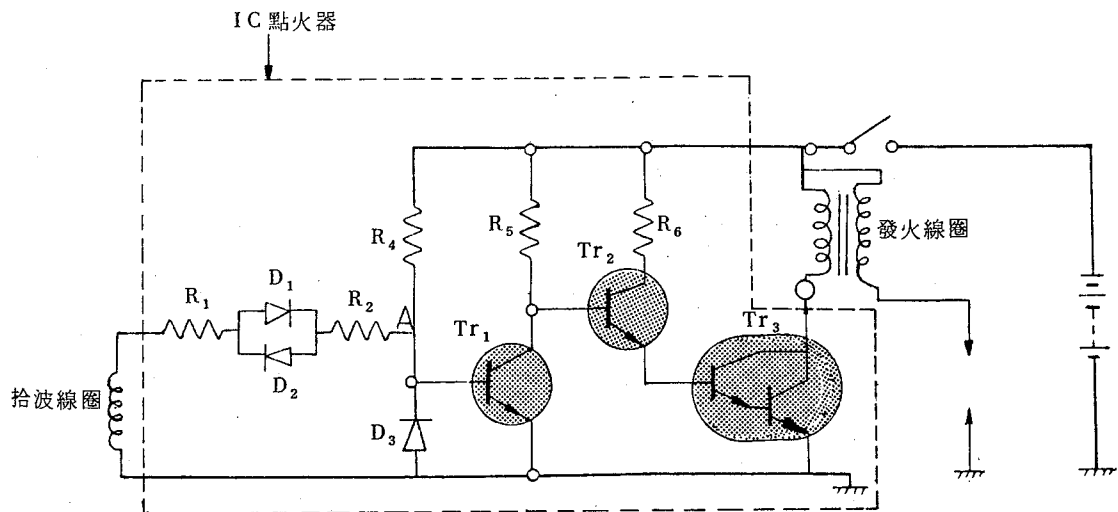 IC點火器
R₄
R₅
R₆
Tr₂
發火線圈
R₁
D₁
R₂
A
Tr₁
Tr₃
D₂
拾波線圈
D₃